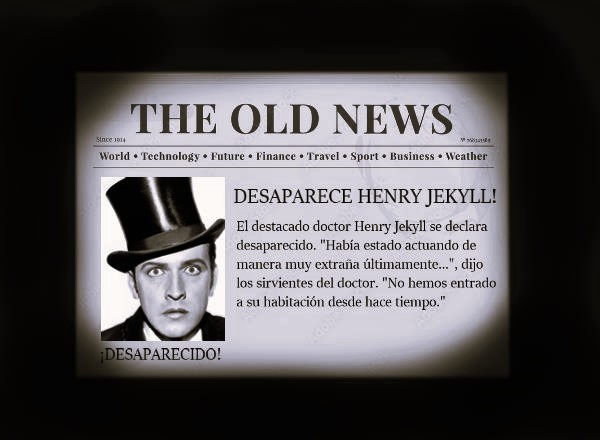 THE OLD NEWS
Since 1914
World • Technology • Future • Finance • Travel • Sport • Business • Weather
DESAPARECE HENRY JEKYLL!
El destacado doctor Henry Jekyll se declara
desaparecido. "Había estado actuando de
manera muy extraña últimamente...", dijo
los sirvientes del doctor. "No hemos entrado
a su habitación desde hace tiempo."
¡DESAPARECIDO!